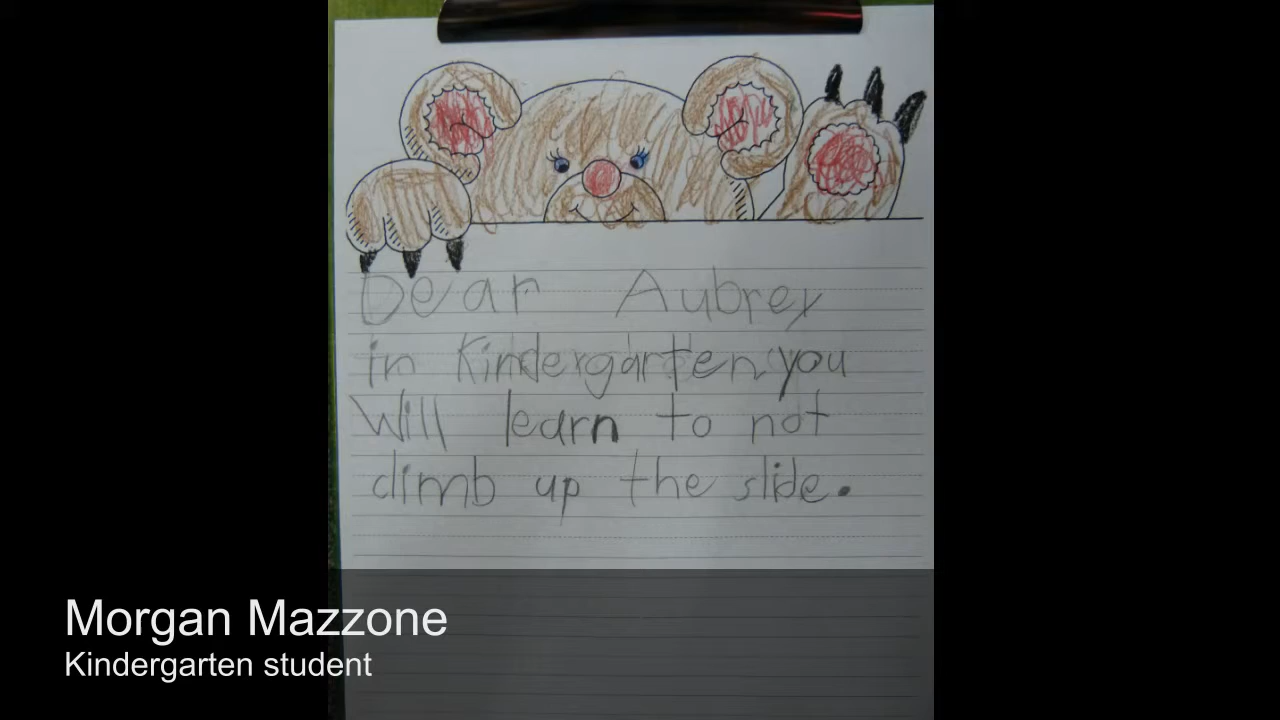 Dear Aubrey
in Kindergarten you
Will learn to not
climb up the slide.
Morgan Mazzone
Kindergarten student